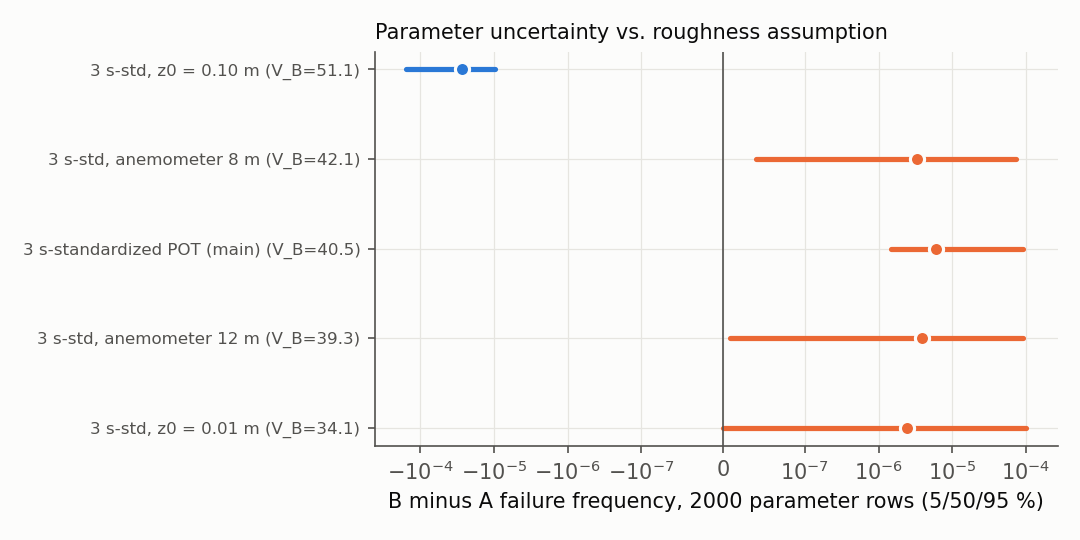 Parameter uncertainty vs. roughness assumption
3 s-std, z0 = 0.10 m (V_B=51.1)
3 s-std, anemometer 8 m (V_B=42.1)
3 s-standardized POT (main) (V_B=40.5)
3 s-std, anemometer 12 m (V_B=39.3)
3 s-std, z0 = 0.01 m (V_B=34.1)
−10⁻⁴ −10⁻⁵ −10⁻⁶ −10⁻⁷ 0 10⁻⁷ 10⁻⁶ 10⁻⁵ 10⁻⁴
B minus A failure frequency, 2000 parameter rows (5/50/95 %)